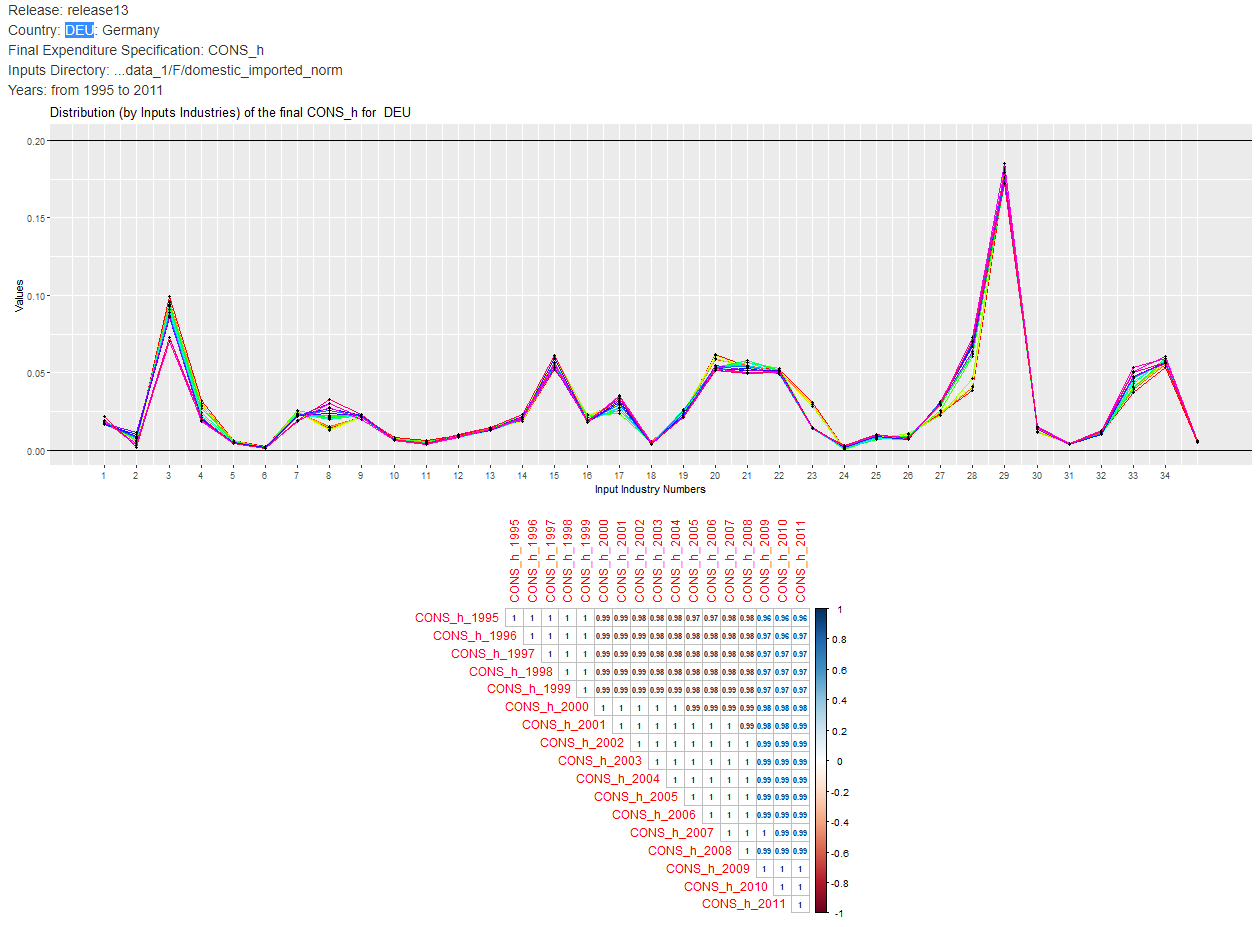 Release: release13
Country: DEU: Germany
Final Expenditure Specification: CONS_h
Inputs Directory: ...data_1/F/domestic_imported_norm
Years: from 1995 to 2011
Distribution (by Inputs Industries) of the final CONS_h for  DEU
Values
0.20
0.15
0.10
0.05
0.00
1 2 3 4 5 6 7 8 9 10 11 12 13 14 15 16 17 18 19 20 21 22 23 24 25 26 27 28 29 30 31 32 33 34
Input Industry Numbers
CONS_h_1995 CONS_h_1996 CONS_h_1997 CONS_h_1998 CONS_h_1999 CONS_h_2000 CONS_h_2001 CONS_h_2002 CONS_h_2003 CONS_h_2004 CONS_h_2005 CONS_h_2006 CONS_h_2007 CONS_h_2008 CONS_h_2009 CONS_h_2010 CONS_h_2011
CONS_h_1995 1 1 1 1 1 0.99 0.99 0.98 0.98 0.98 0.97 0.97 0.98 0.98 0.96 0.96 0.96
CONS_h_1996 1 1 1 1 0.99 0.99 0.99 0.98 0.98 0.98 0.98 0.98 0.98 0.97 0.96 0.96
CONS_h_1997 1 1 1 0.99 0.99 0.99 0.98 0.98 0.98 0.98 0.98 0.98 0.97 0.97 0.97
CONS_h_1998 1 1 0.99 0.99 0.99 0.98 0.98 0.98 0.98 0.98 0.98 0.97 0.97 0.97
CONS_h_1999 1 0.99 0.99 0.99 0.99 0.99 0.98 0.98 0.98 0.98 0.97 0.97 0.97
CONS_h_2000 1 1 1 1 1 0.99 0.99 0.99 0.99 0.98 0.98 0.98
CONS_h_2001 1 1 1 1 1 1 1 0.99 0.98 0.98 0.99
CONS_h_2002 1 1 1 1 1 1 1 0.99 0.99 0.99
CONS_h_2003 1 1 1 1 1 1 0.99 0.99 0.99
CONS_h_2004 1 1 1 1 1 0.99 0.99 0.99
CONS_h_2005 1 1 1 1 0.99 0.99 0.99
CONS_h_2006 1 1 1 0.99 0.99 0.99
CONS_h_2007 1 1 1 0.99 0.99
CONS_h_2008 1 0.99 0.99 0.99
CONS_h_2009 1 1 1
CONS_h_2010 1 1
CONS_h_2011 1
1
0.8
0.6
0.4
0.2
0
-0.2
-0.4
-0.6
-0.8
-1